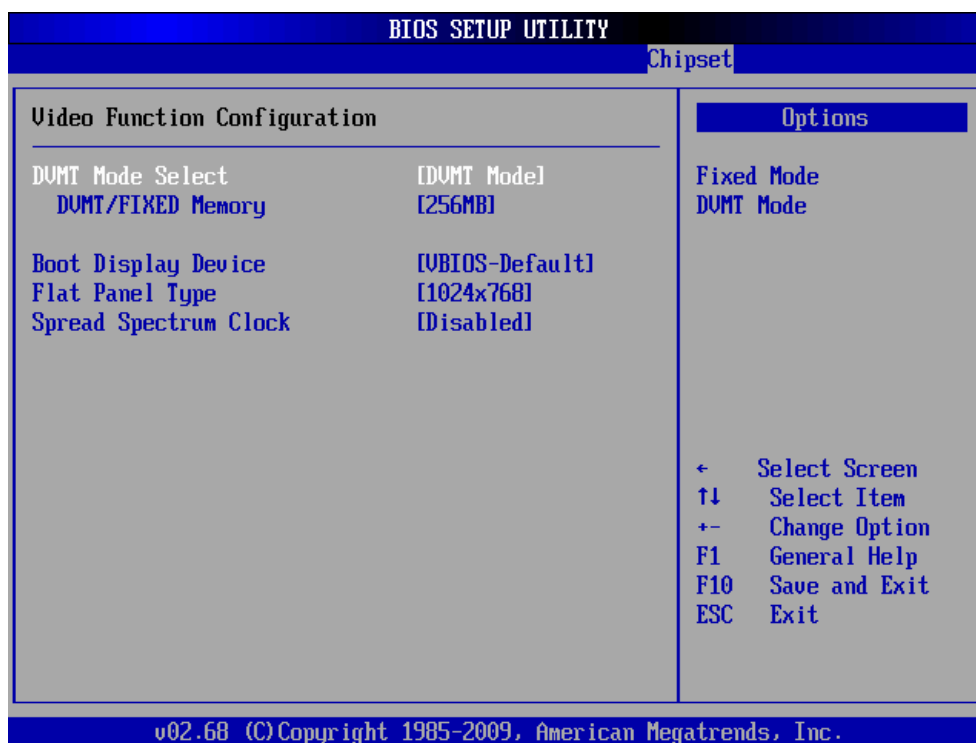 BIOS SETUP UTILITY
Chipset
Video Function Configuration
DVMT Mode Select [DVMT Mode]
DVMT/FIXED Memory [256MB]
Boot Display Device [VBIOS-Default]
Flat Panel Type [1024x768]
Spread Spectrum Clock [Disabled]
Options
Fixed Mode
DVMT Mode
← Select Screen
↑↓ Select Item
+- Change Option
F1 General Help
F10 Save and Exit
ESC Exit
v02.68 (C)Copyright 1985-2009, American Megatrends, Inc.